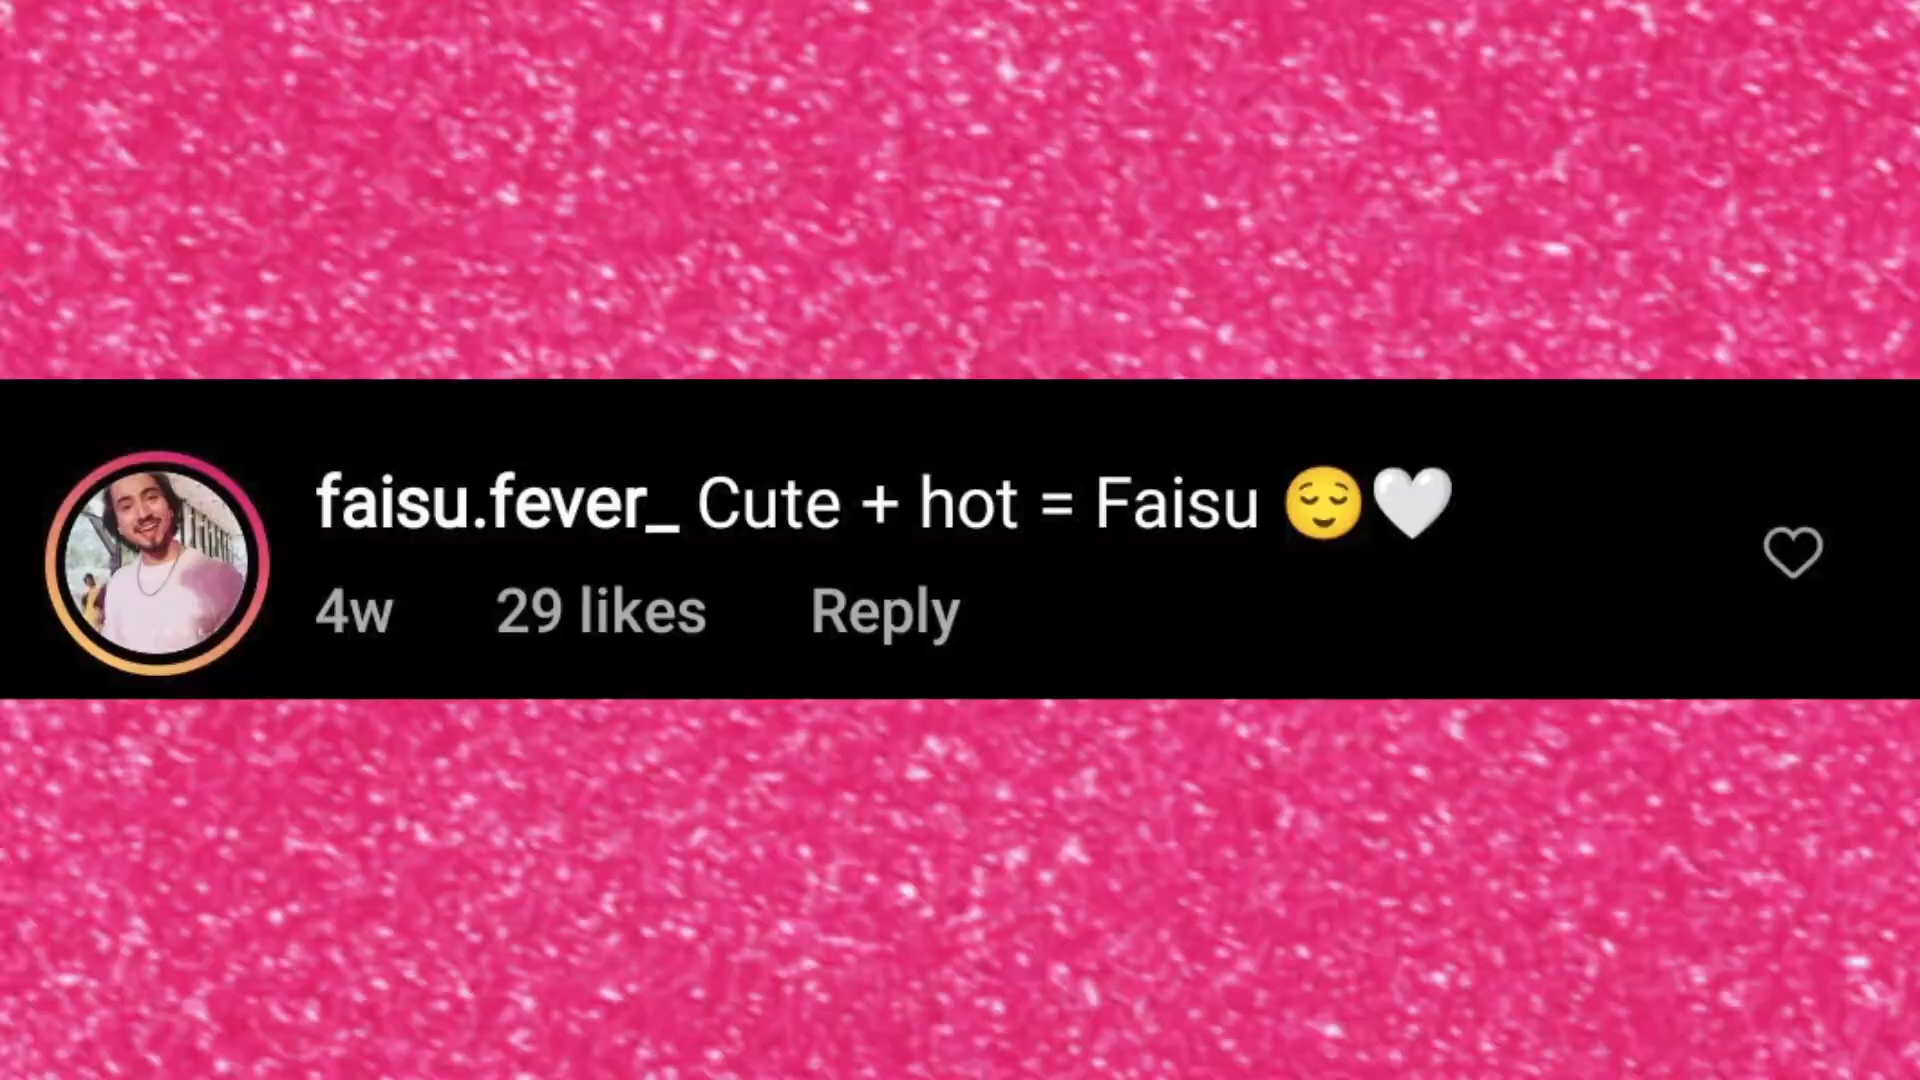 faisu.fever_ Cute + hot = Faisu 😌🤍
4w 29 likes Reply